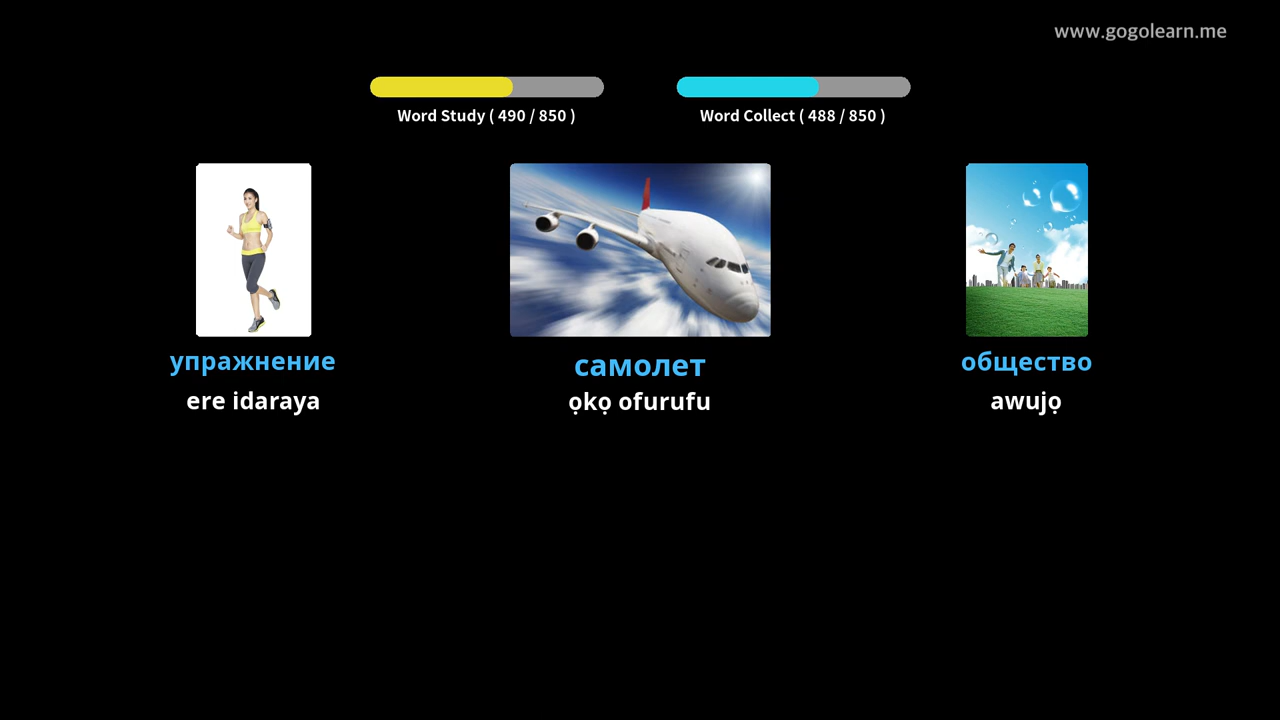 www.gogolearn.me
Word Study ( 490 / 850 )
Word Collect ( 488 / 850 )
упражнение
ere idaraya
самолет
ọkọ ofurufu
общество
awujọ